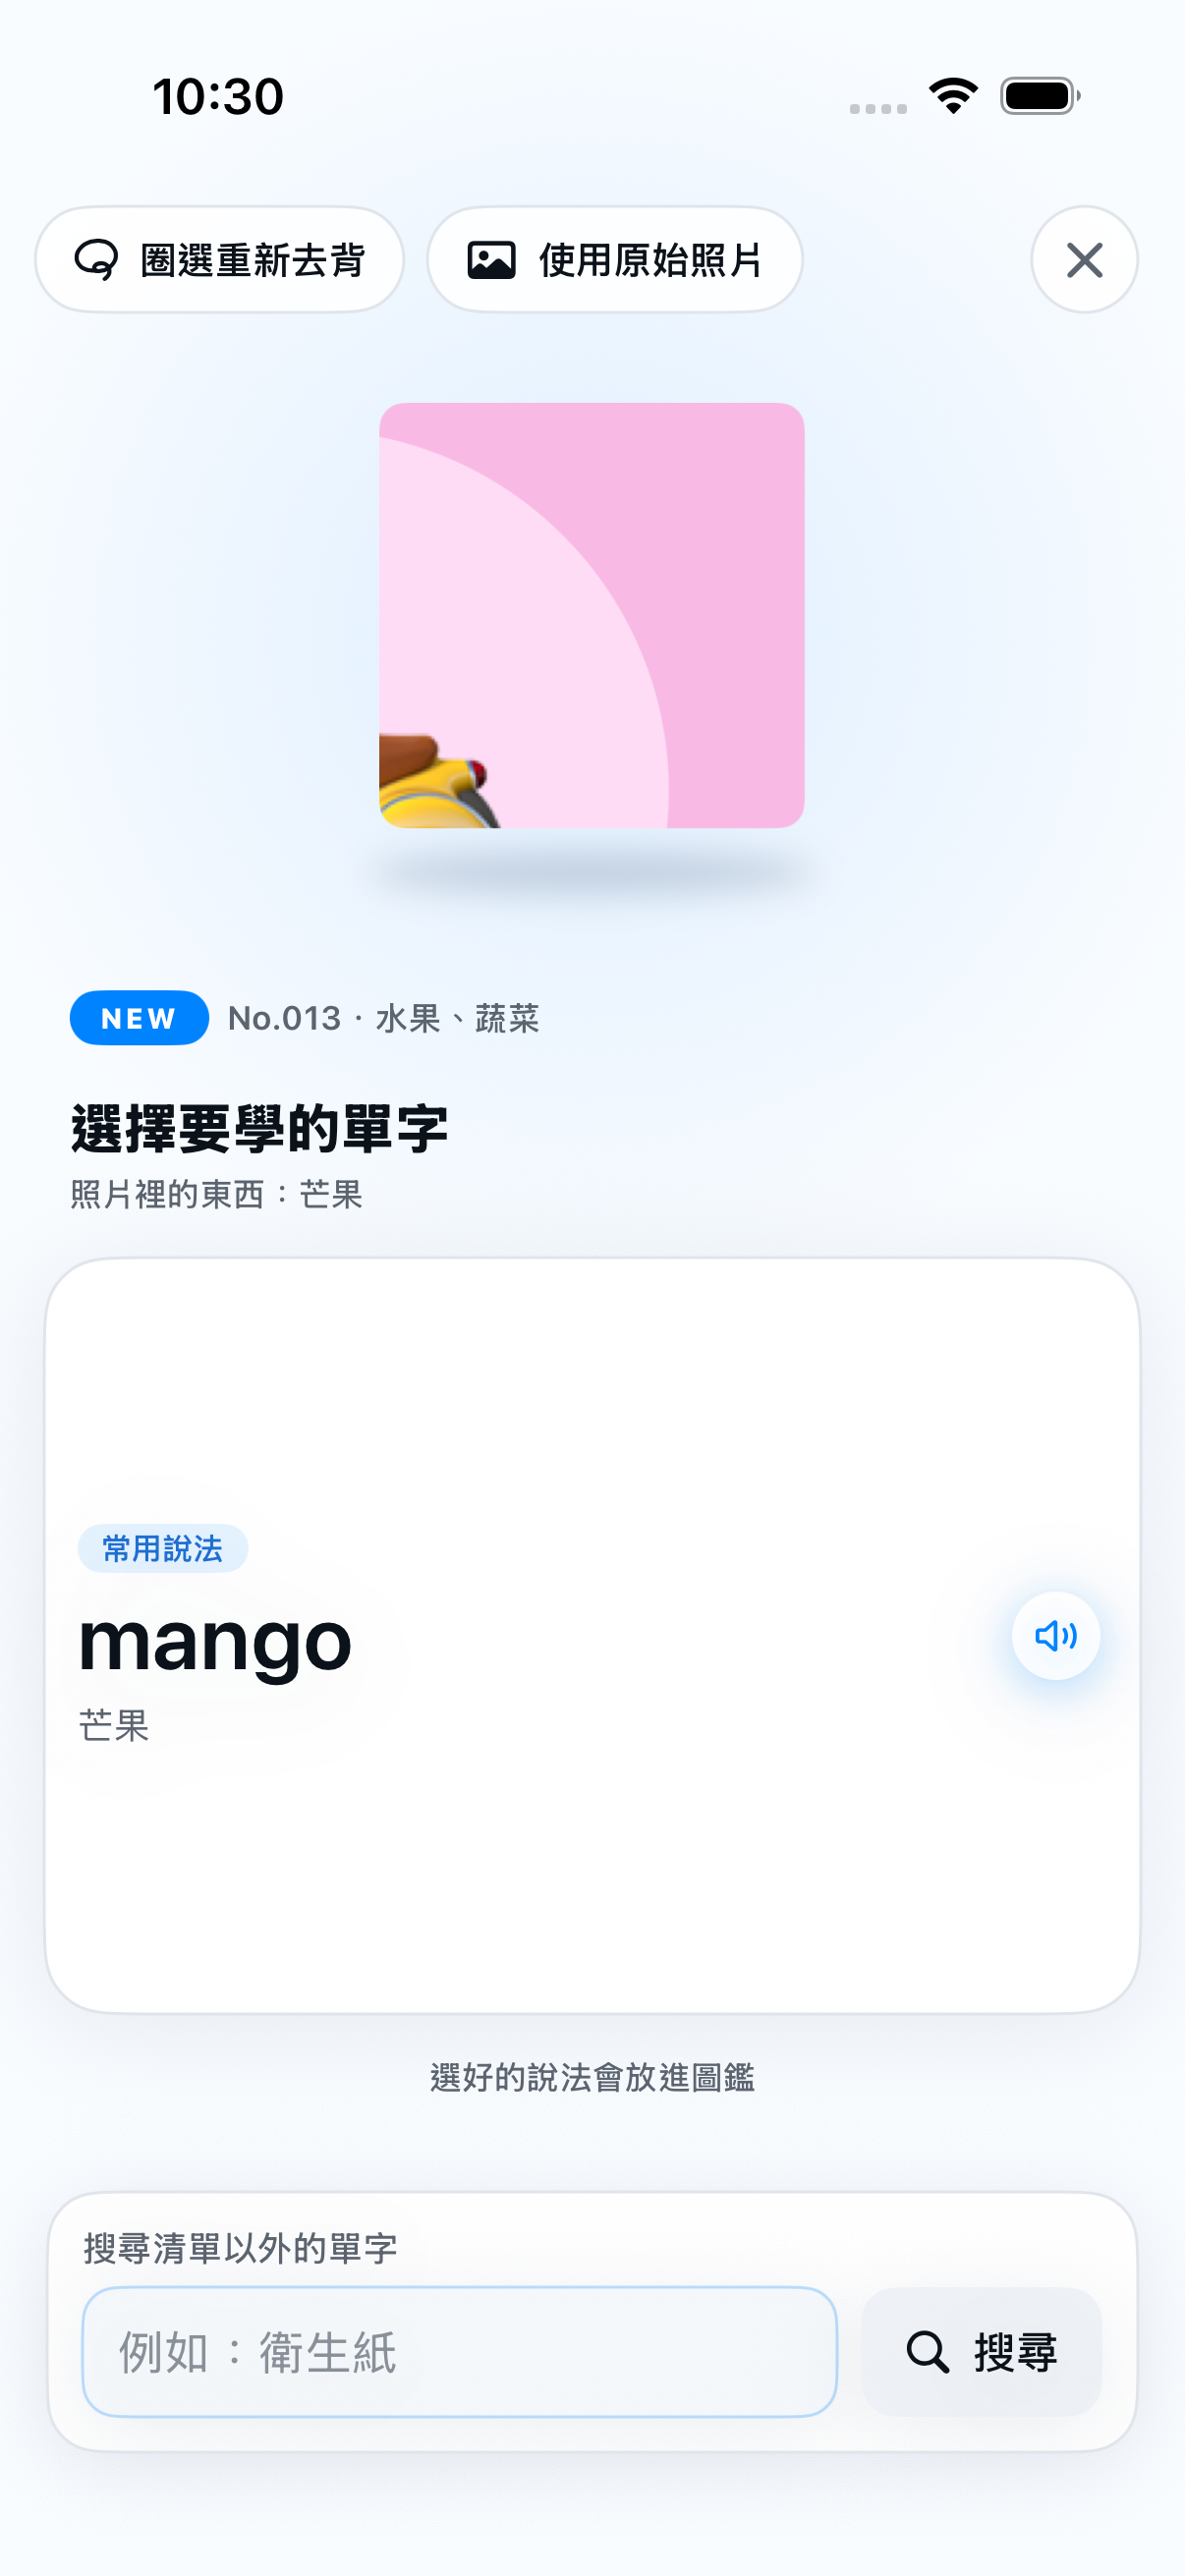 10:30
圈選重新去背
使用原始照片
NEW No.013 · 水果、蔬菜
選擇要學的單字
照片裡的東西：芒果
常用說法
mango
芒果
選好的說法會放進圖鑑
搜尋清單以外的單字
例如：衛生紙
搜尋